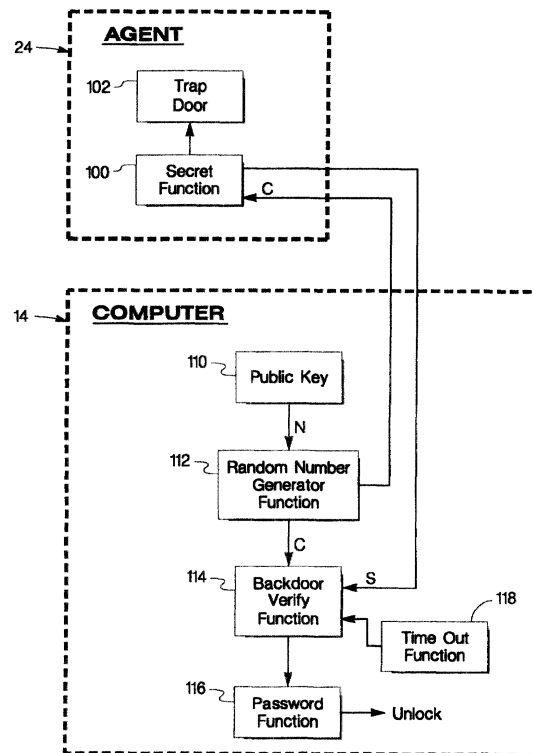 AGENT
24
102
Trap
Door
100
Secret
Function
C
14
COMPUTER
110
Public Key
N
112
Random Number
Generator
Function
C
114
Backdoor
Verify
Function
S
118
Time Out
Function
116
Password
Function
Unlock